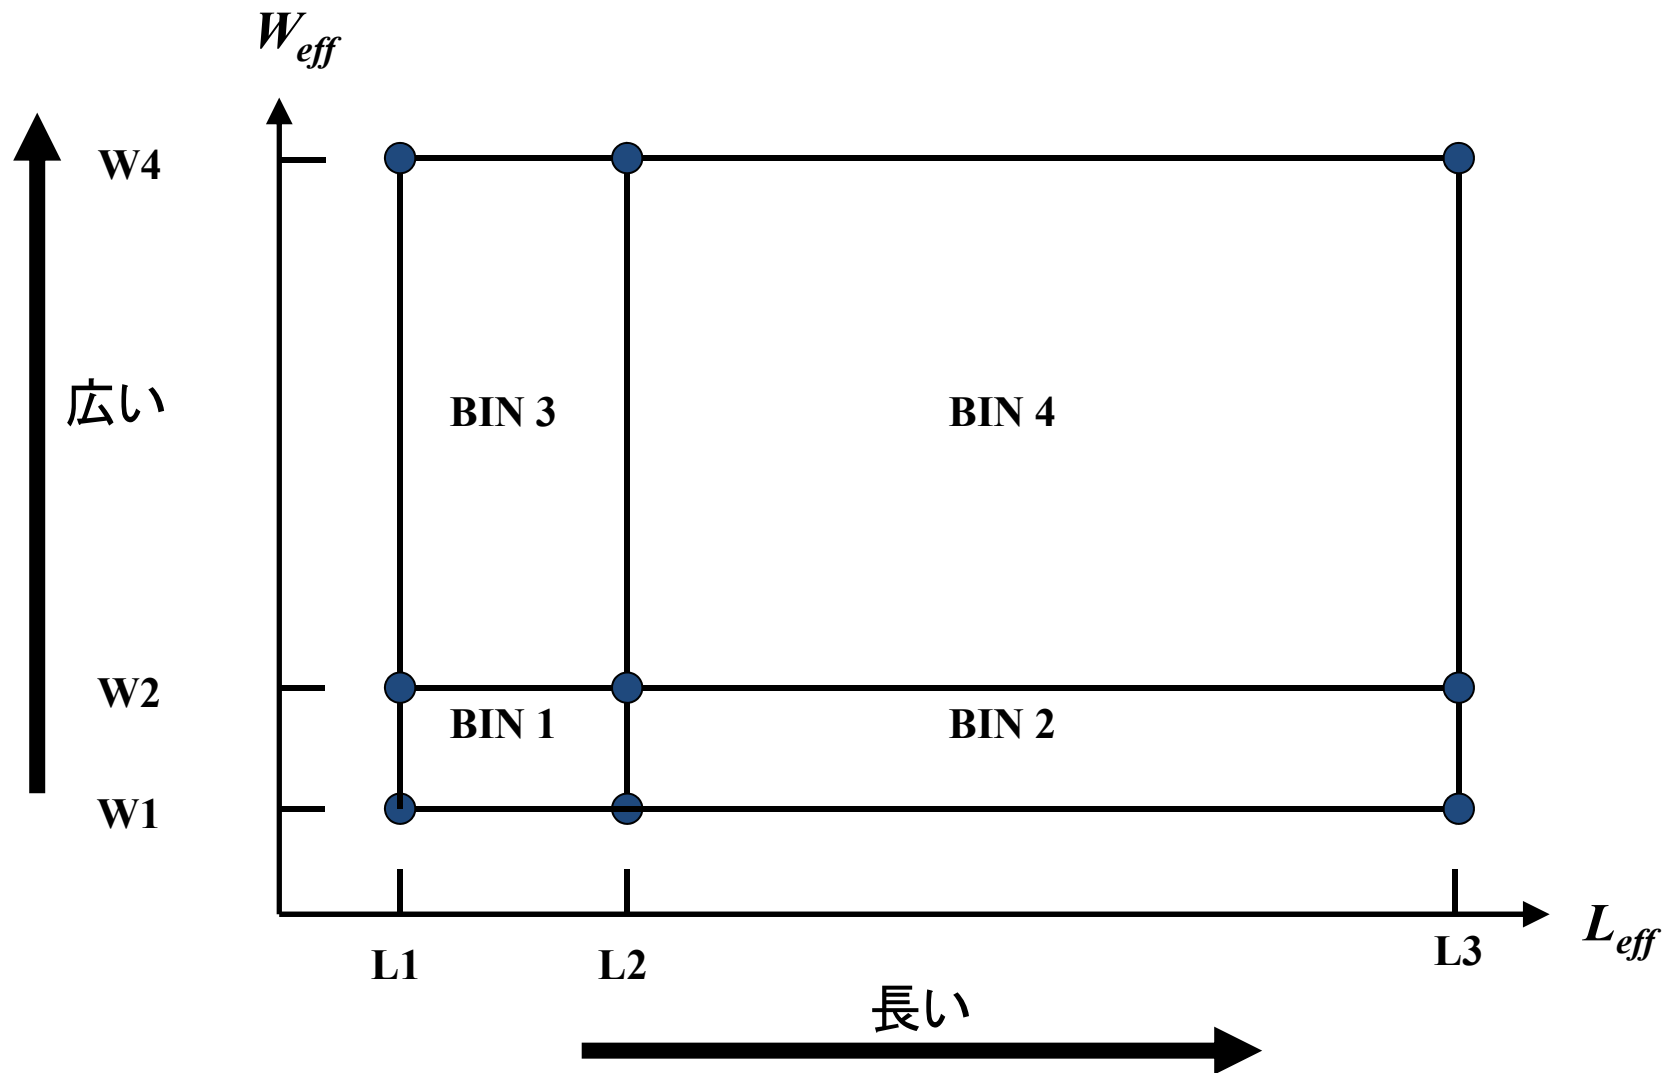 Weff
W4
広い
BIN 3
BIN 4
W2
BIN 1
BIN 2
W1
Leff
L1
L2
L3
長い